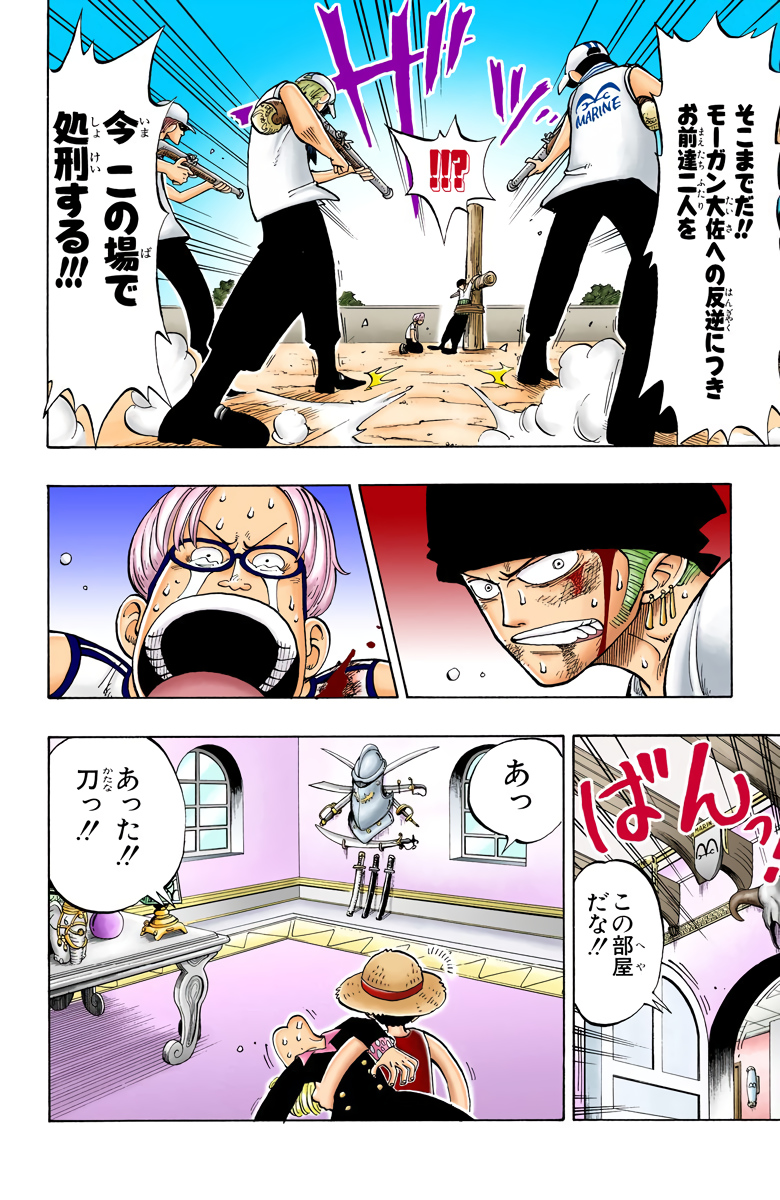 そこまでだ!!
モーガン大佐への反逆につき
お前達二人を
ザザッ
MARINE
!!!?
今 この場で
処刑する!!!
ばんっ!
MARIN
この部屋
だな!!
あっ
あった!!
刀っ!!